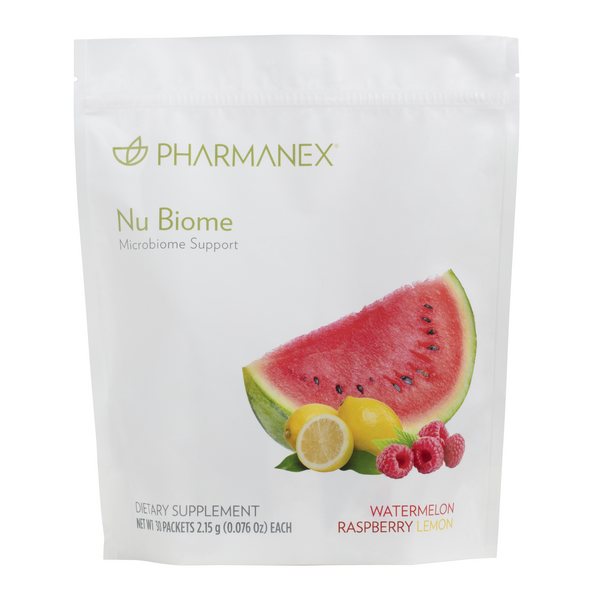 PHARMANEX®
Nu Biome
Microbiome Support
DIETARY SUPPLEMENT
NET WT 30 PACKETS 2.15 g (0.076 Oz) EACH
WATERMELON
RASPBERRY LEMON